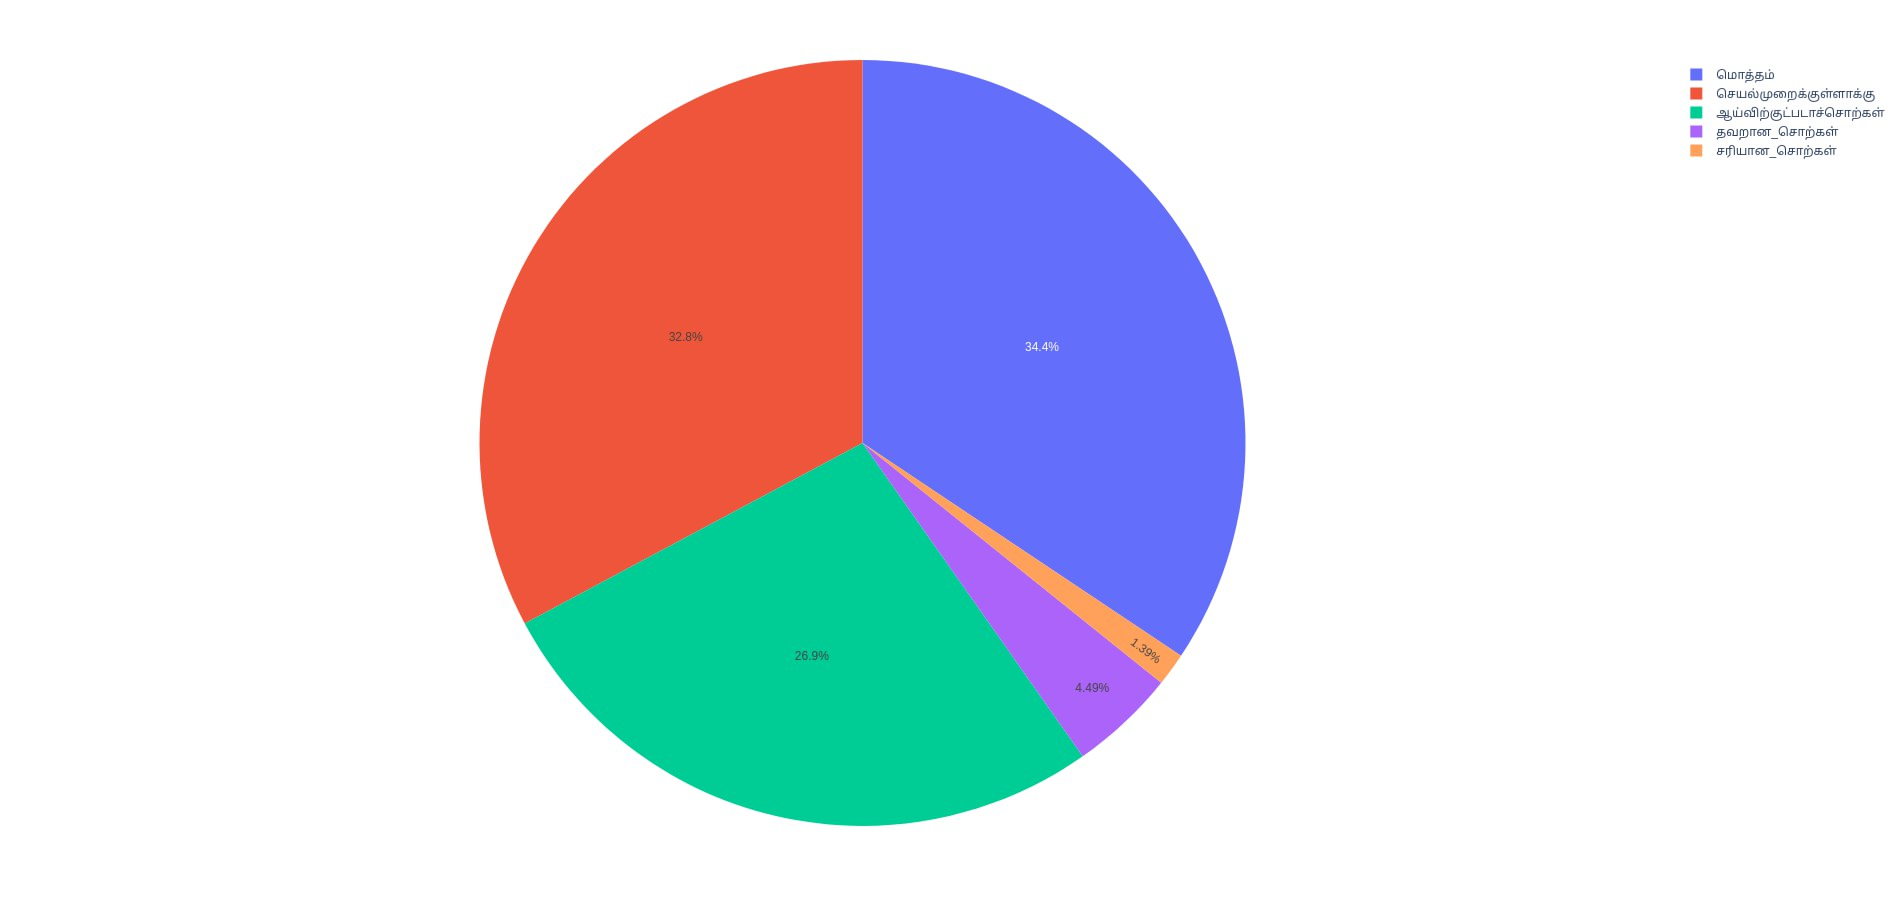 மொத்தம்
செயல்முறைக்குள்ளாக்கு
ஆய்விற்குட்படாச்சொற்கள்
தவறான_சொற்கள்
சரியான_சொற்கள்
32.8%
34.4%
26.9%
1.39%
4.49%